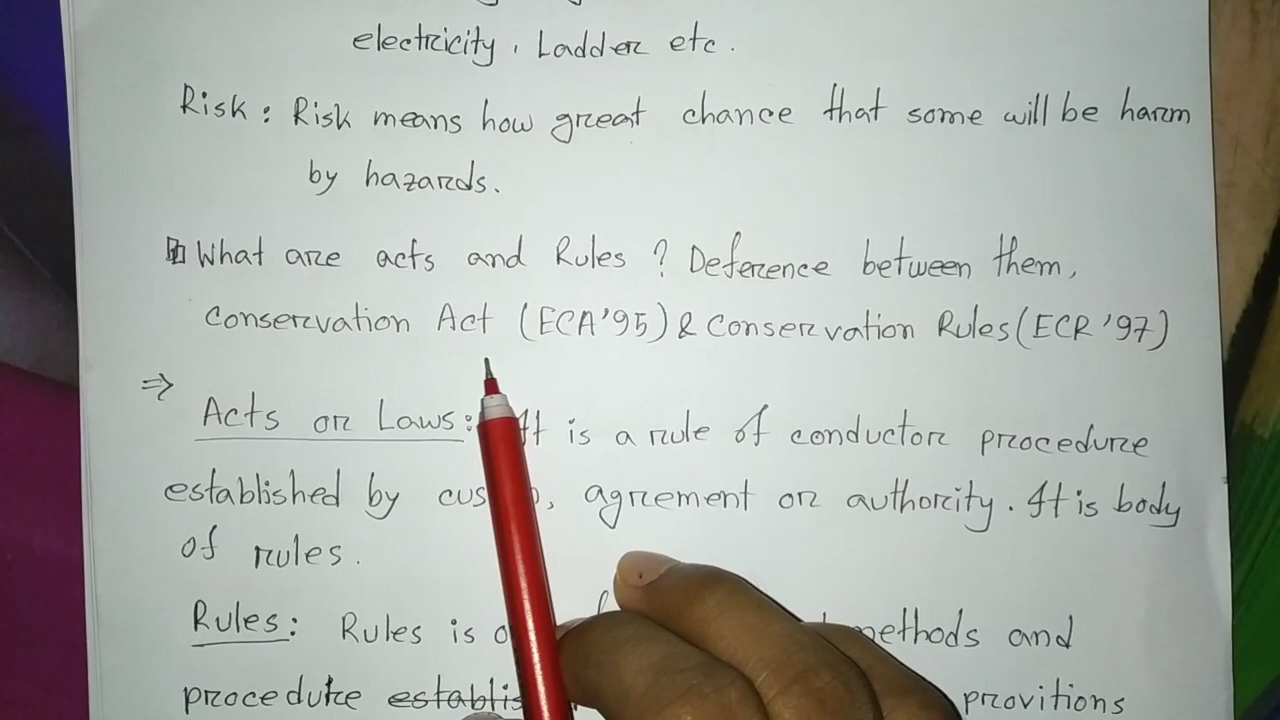 electricity, Ladder etc.
Risk: Risk means how great chance that some will be harm
by hazards.
What are acts and Rules? Deference between them,
Conservation Act (ECA'95) & Conservation Rules (ECR '97)
⇒
Acts or Laws: It is a rule of conductor procedure
established by, agrement or authority. It is body
of rules.
Rules: Rules is methods and
procedure provitions